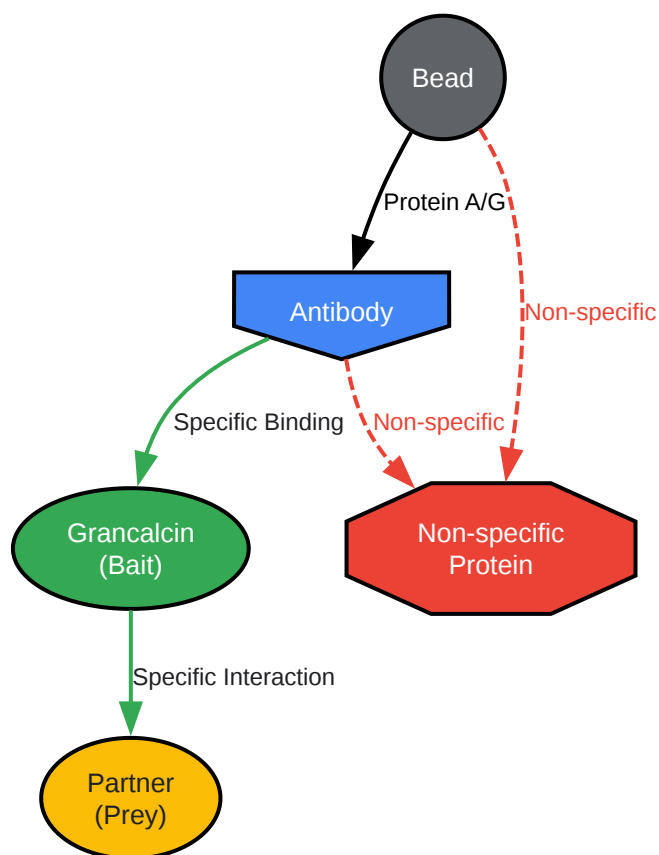 Bead
Protein A/G
Antibody
Non-specific
Specific Binding
Non-specific
Grancalcin
(Bait)
Non-specific
Protein
Specific Interaction
Partner
(Prey)